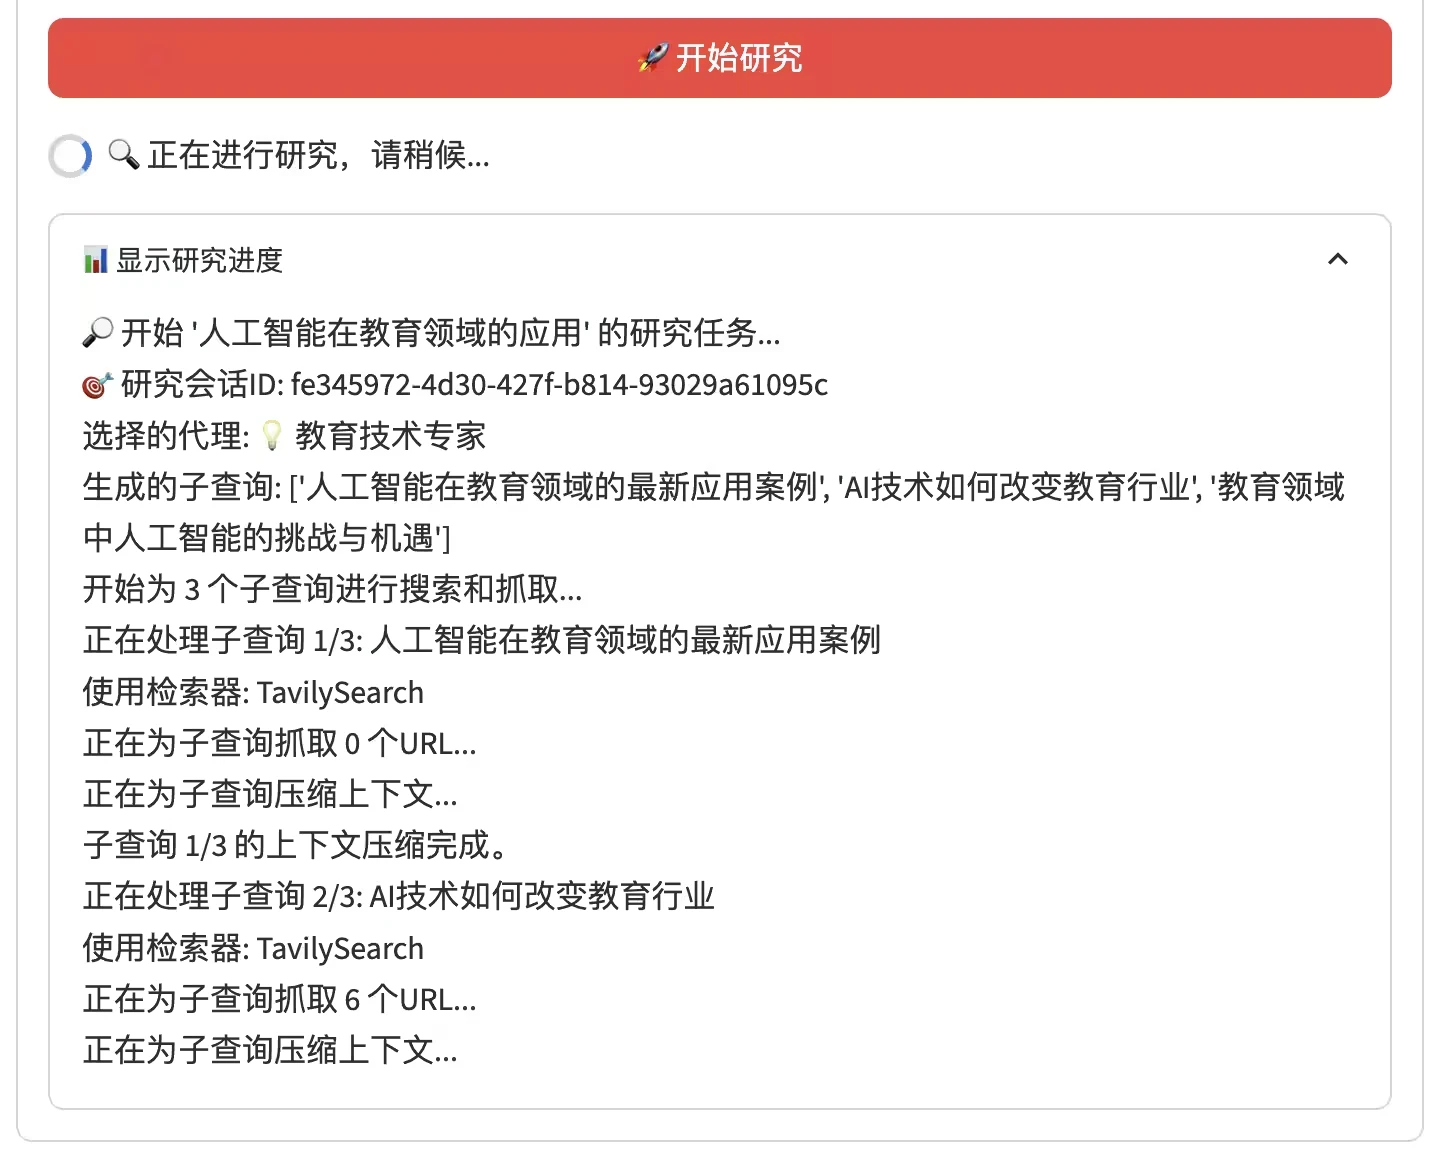 🚀 开始研究
🔍 正在进行研究，请稍候...
📊 显示研究进度
🔎 开始 '人工智能在教育领域的应用' 的研究任务...
🎯 研究会话ID: fe345972-4d30-427f-b814-93029a61095c
选择的代理: 💡 教育技术专家
生成的子查询: ['人工智能在教育领域的最新应用案例', 'AI技术如何改变教育行业', '教育领域
中人工智能的挑战与机遇']
开始为 3 个子查询进行搜索和抓取...
正在处理子查询 1/3: 人工智能在教育领域的最新应用案例
使用检索器: TavilySearch
正在为子查询抓取 0 个URL...
正在为子查询压缩上下文...
子查询 1/3 的上下文压缩完成。
正在处理子查询 2/3: AI技术如何改变教育行业
使用检索器: TavilySearch
正在为子查询抓取 6 个URL...
正在为子查询压缩上下文...